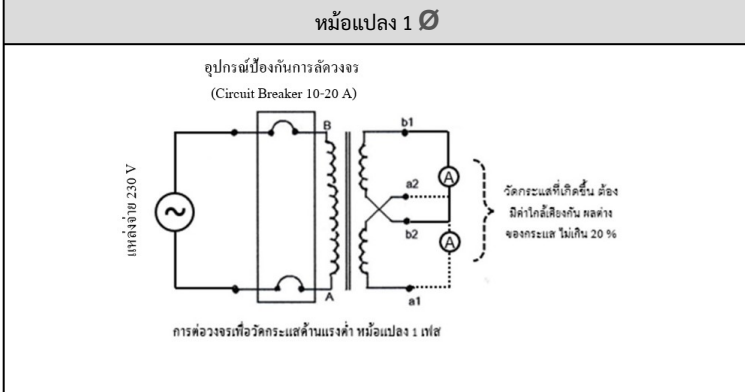 หม้อแปลง 1 Ø
อุปกรณ์ป้องกันการลัดวงจร
(Circuit Breaker 10-20 A)
แหล่งจ่าย 230 V
B
A
b1
a2
b2
a1
A
A
วัดกระแสที่เกิดขึ้น ต้อง
มีค่าใกล้เคียงกัน ผลต่าง
ของกระแส ไม่เกิน 20 %
การต่อวงจรเพื่อวัดกระแสด้านแรงต่ำ หม้อแปลง 1 เฟส